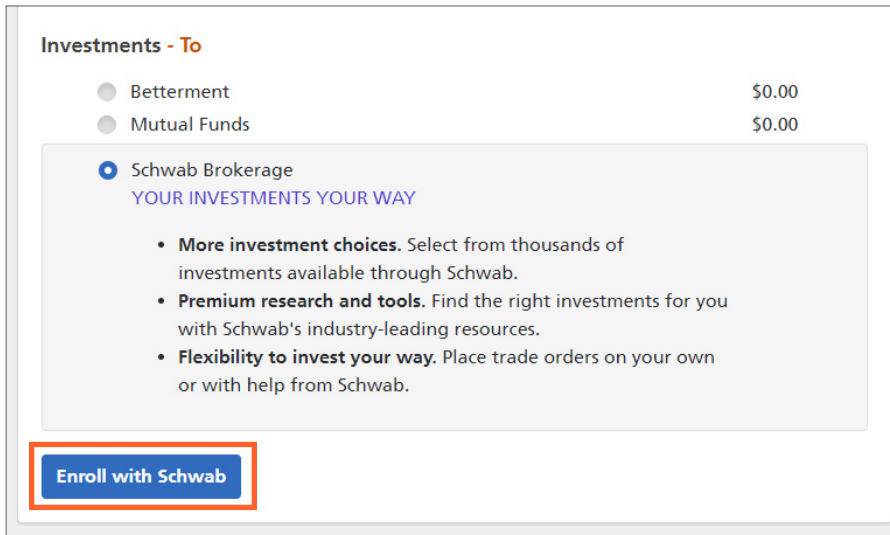 Investments - To
Betterment $0.00
Mutual Funds $0.00
Schwab Brokerage
YOUR INVESTMENTS YOUR WAY
• More investment choices. Select from thousands of
investments available through Schwab.
• Premium research and tools. Find the right investments for you
with Schwab's industry-leading resources.
• Flexibility to invest your way. Place trade orders on your own
or with help from Schwab.
Enroll with Schwab